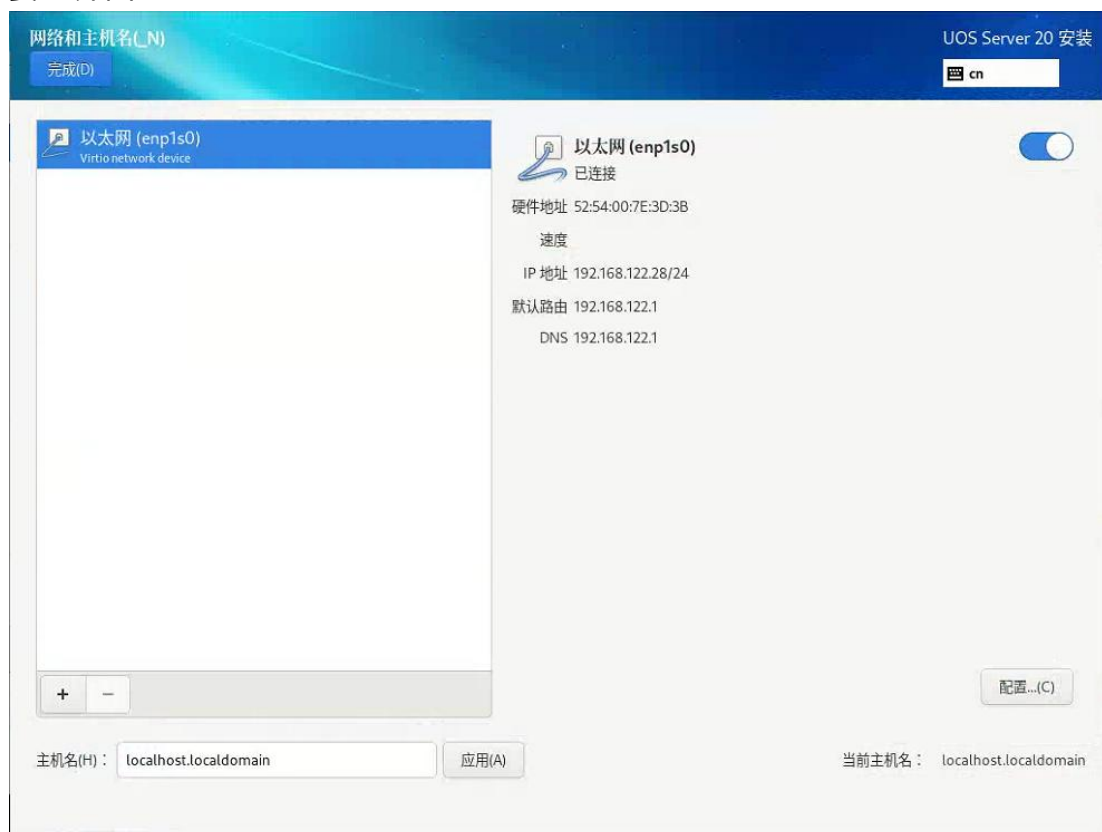 网络和主机名(_N)
完成(D)
UOS Server 20 安装
cn
以太网 (enp1s0)
Virtio network device
以太网 (enp1s0)
已连接
硬件地址 52:54:00:7E:3D:3B
速度
IP 地址 192.168.122.28/24
默认路由 192.168.122.1
DNS 192.168.122.1
+ −
配置...(C)
主机名(H)： localhost.localdomain 应用(A) 当前主机名： localhost.localdomain